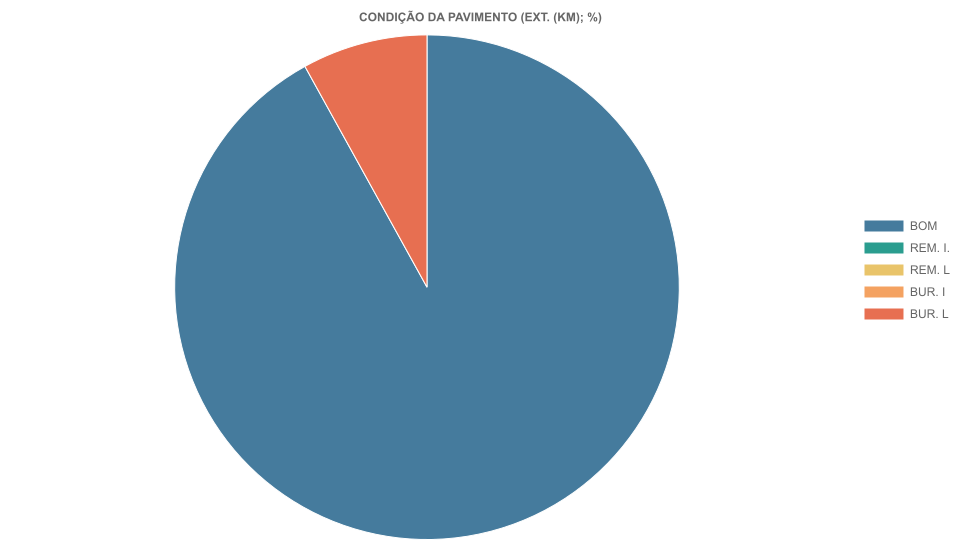 CONDIÇÃO DA PAVIMENTO (EXT. (KM); %)
BOM
REM. I.
REM. L
BUR. I
BUR. L